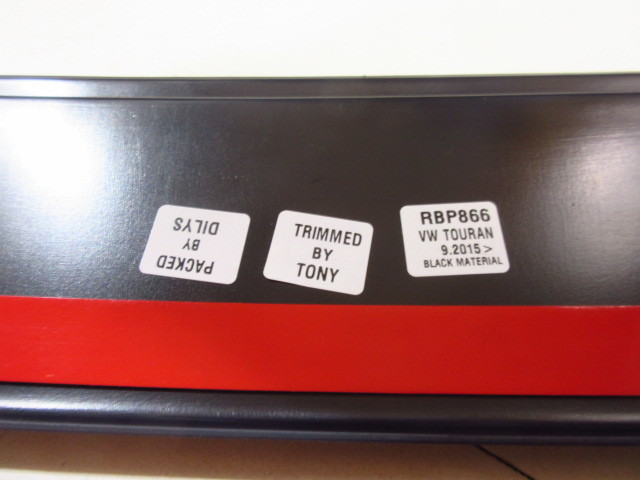 PACKED
BY
DILYS
TRIMMED
BY
TONY
RBP866
VW TOURAN
9.2015>
BLACK MATERIAL